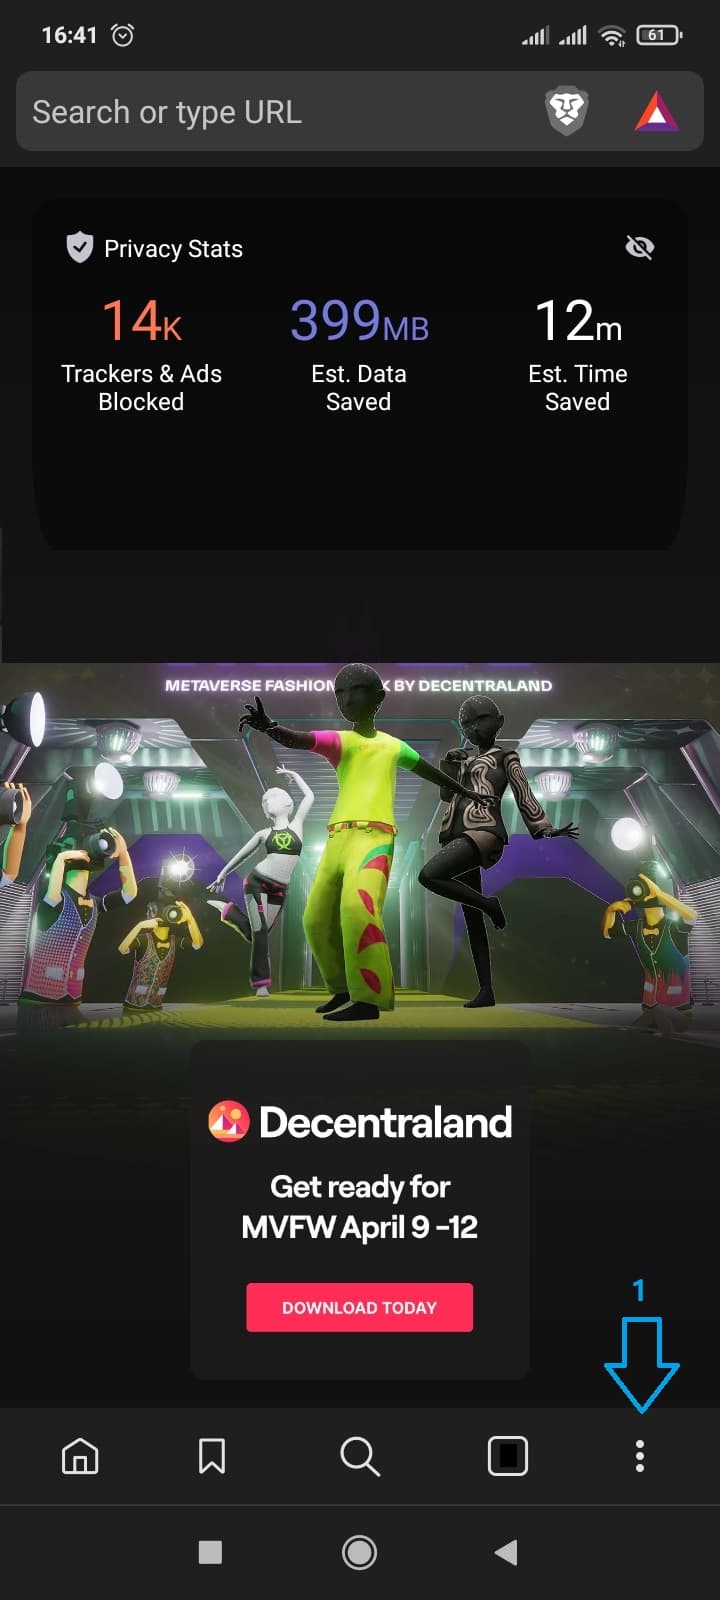 16:41
61
Search or type URL
Privacy Stats
14K
399MB
12m
Trackers & Ads
Blocked
Est. Data
Saved
Est. Time
Saved
METAVERSE FASHION K BY DECENTRALAND
Decentraland
Get ready for
MVFW April 9 -12
DOWNLOAD TODAY
1